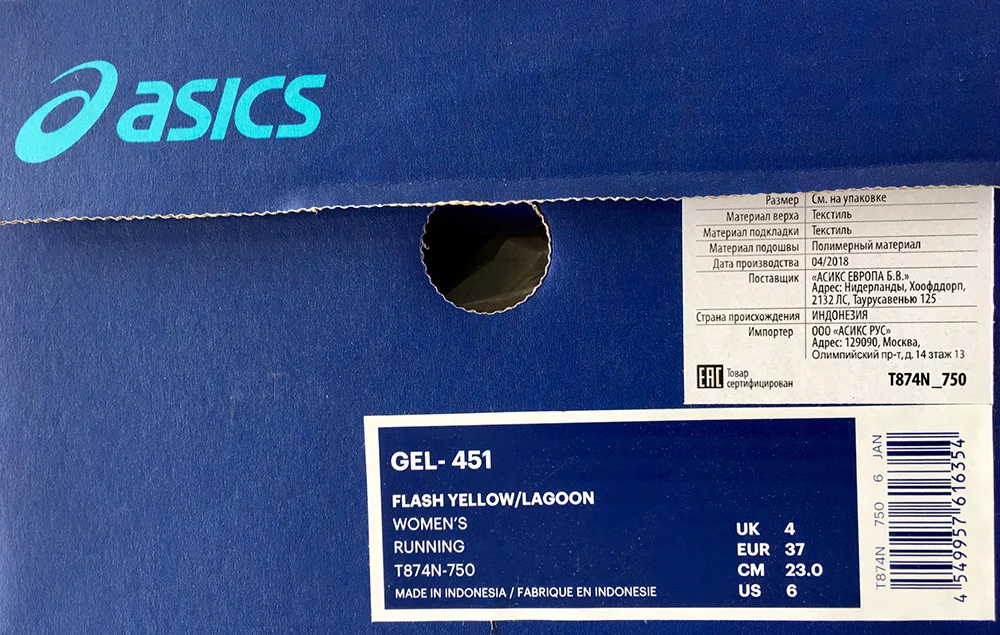 asics
Размер См. на упаковке
Материал верха Текстиль
Материал подкладки Текстиль
Материал подошвы Полимерный материал
Дата производства 04/2018
Поставщик «АСИКС ЕВРОПА Б.В.»
Адрес: Нидерланды, Хоофддорп,
2132 ЛС, Таурусавенью 125
Страна происхождения ИНДОНЕЗИЯ
Импортер ООО «АСИКС РУС»
Адрес: 129090, Москва,
Олимпийский пр-т, д. 14 этаж 13
EAC Товар
сертифицирован
T874N_750
GEL- 451
FLASH YELLOW/LAGOON
WOMEN'S
RUNNING
T874N-750
MADE IN INDONESIA / FABRIQUE EN INDONESIE
UK 4
EUR 37
CM 23.0
US 6
T874N 750 6 JAN
4 549957 616354